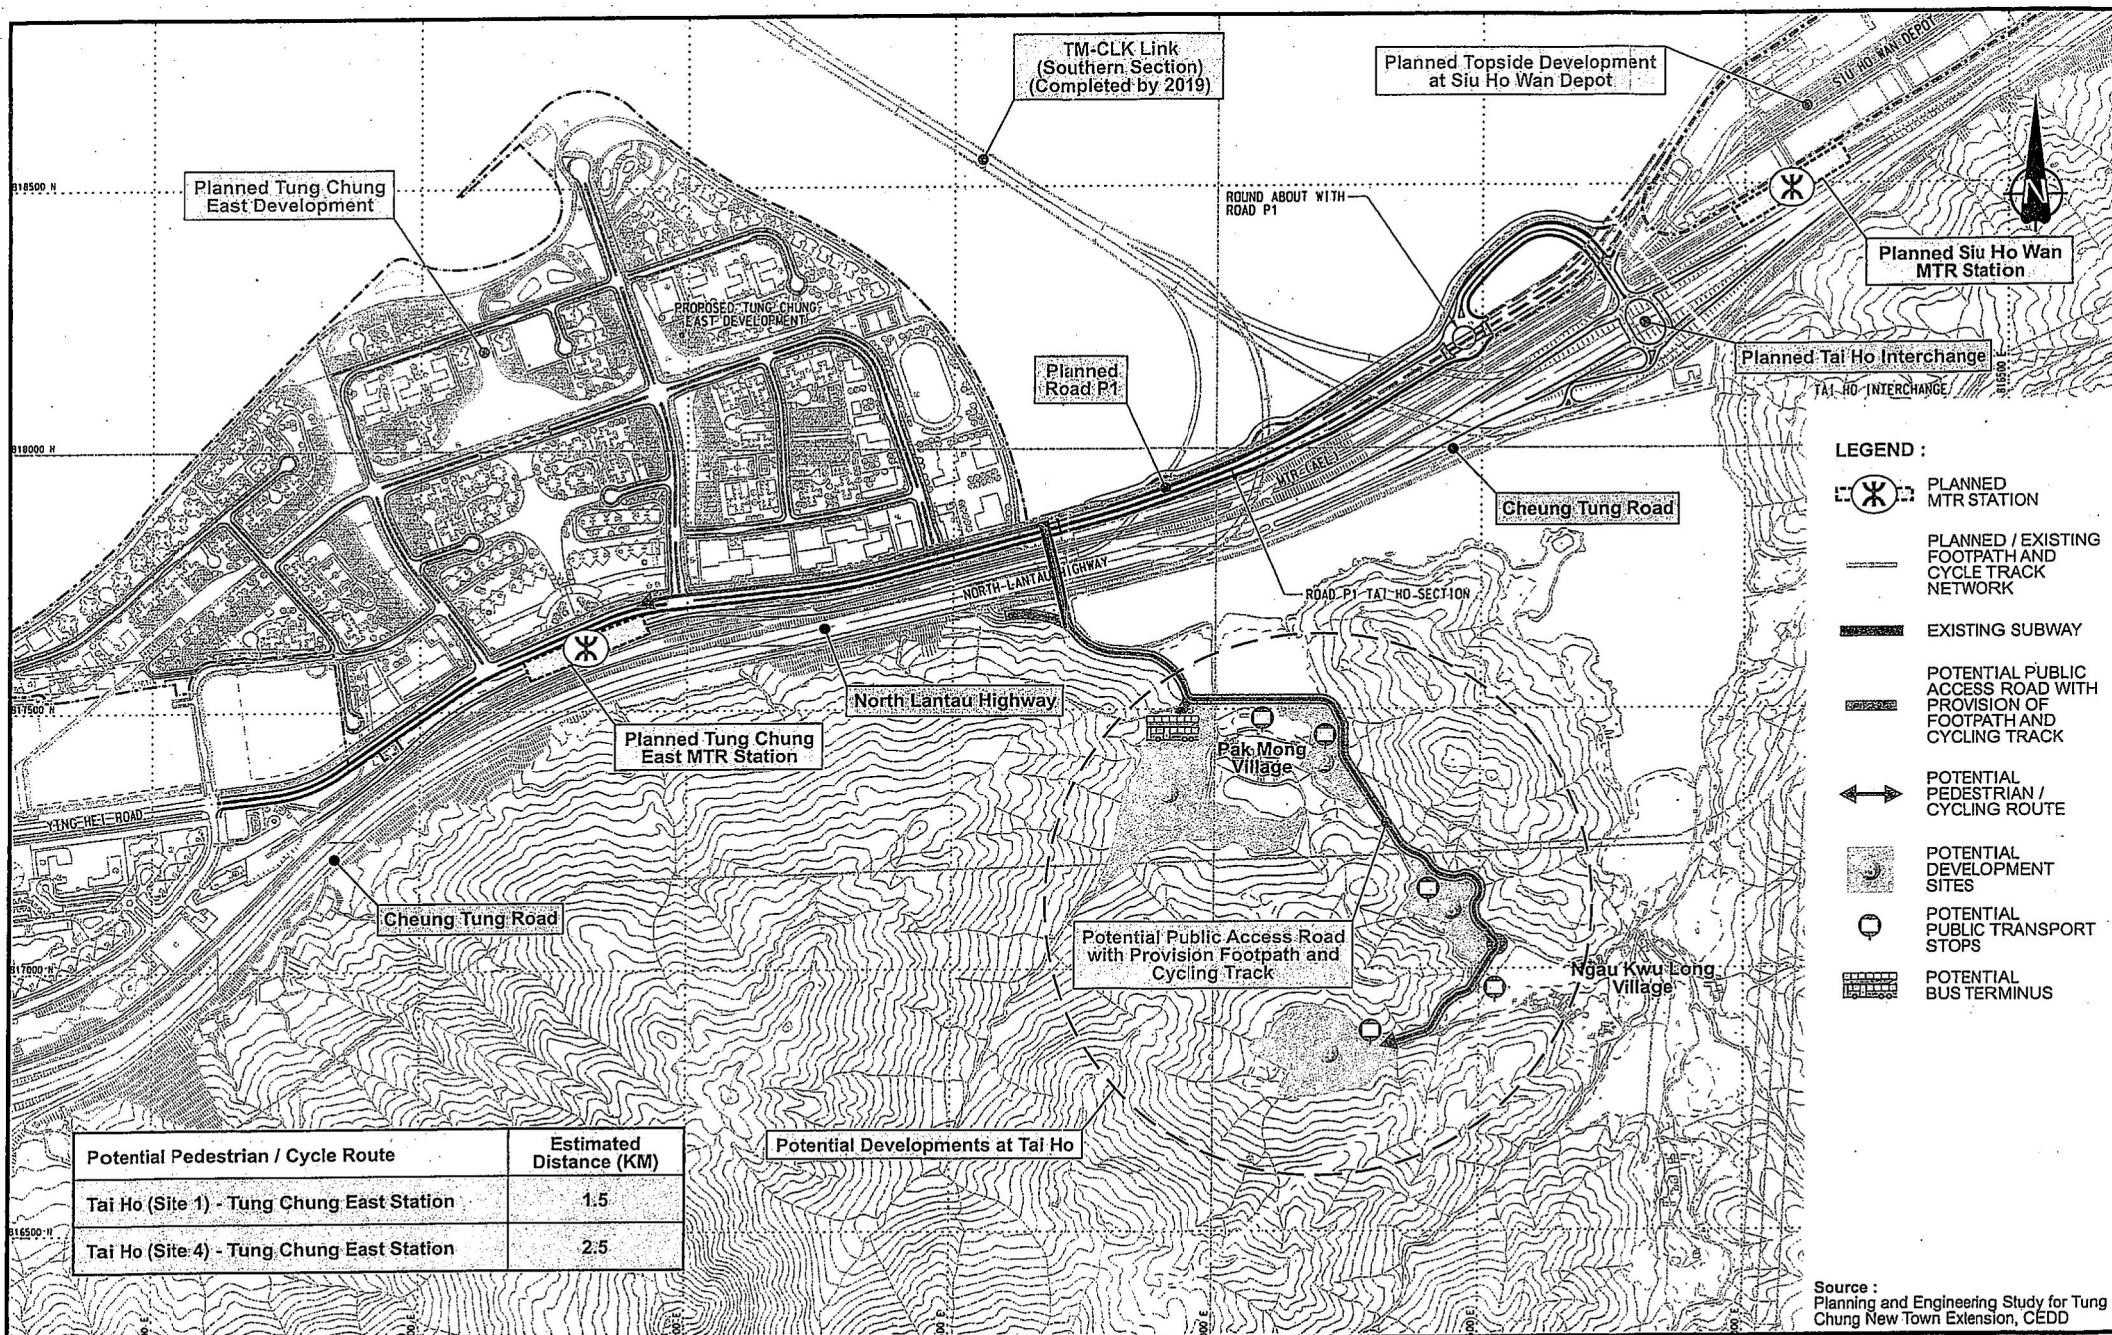 TM-CLK Link
(Southern Section)
(Completed by 2019)
Planned Topside Development
at Siu Ho Wan Depot
SIU HO WAN DEPOT
Planned Tung Chung
East Development
818500 N
ROUND ABOUT WITH
ROAD P1
N
Planned Siu Ho Wan
MTR Station
PROPOSED TUNG CHUNG
EAST DEVELOPMENT
Planned
Road P1
Planned Tai Ho Interchange
TAI HO INTERCHANGE
816500 E
818000 N
MTR (AEL)
Cheung Tung Road
NORTH LANTAU HIGHWAY
ROAD P1 TAI HO SECTION
817500 N
North Lantau Highway
Planned Tung Chung
East MTR Station
Pak Mong
Village
YING HEI ROAD
Cheung Tung Road
Potential Public Access Road
with Provision Footpath and
Cycling Track
817000 N
Ngau Kwu Long
Village
Potential Developments at Tai Ho
Potential Pedestrian / Cycle Route
Estimated
Distance (KM)
Tai Ho (Site 1) - Tung Chung East Station
1.5
Tai Ho (Site 4) - Tung Chung East Station
2.5
816500 N
LEGEND :
PLANNED
MTR STATION
PLANNED / EXISTING
FOOTPATH AND
CYCLE TRACK
NETWORK
EXISTING SUBWAY
POTENTIAL PUBLIC
ACCESS ROAD WITH
PROVISION OF
FOOTPATH AND
CYCLING TRACK
POTENTIAL
PEDESTRIAN /
CYCLING ROUTE
POTENTIAL
DEVELOPMENT
SITES
POTENTIAL
PUBLIC TRANSPORT
STOPS
POTENTIAL
BUS TERMINUS
Source :
Planning and Engineering Study for Tung
Chung New Town Extension, CEDD